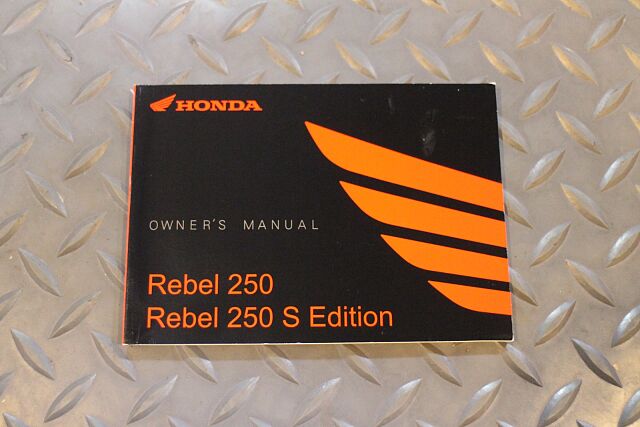 HONDA
OWNER'S MANUAL
Rebel 250
Rebel 250 S Edition